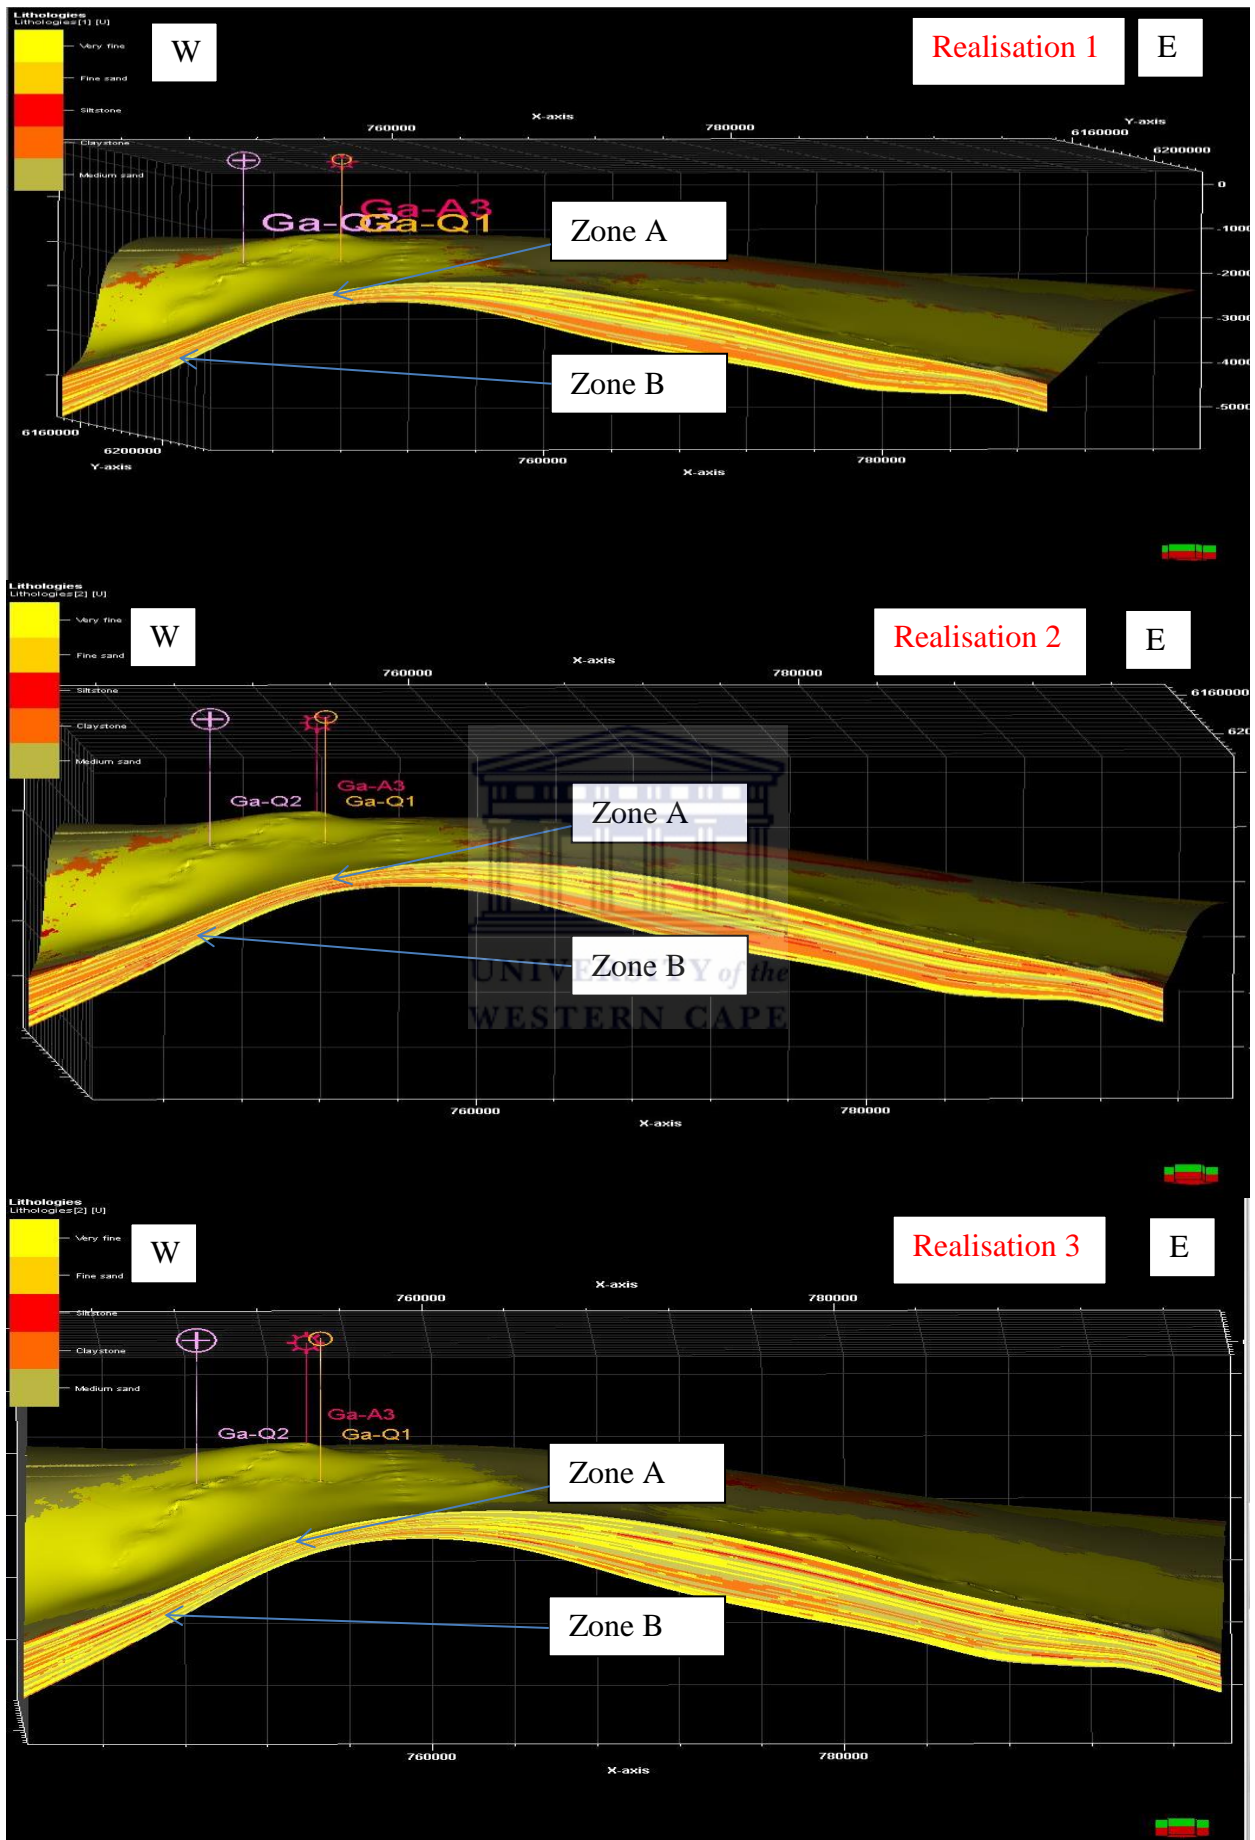 Lithologies
Lithologies[1] [U]
Very fine
Fine sand
Siltstone
Claystone
Medium sand
W
Realisation 1
E
X-axis
760000
780000
Y-axis
6160000
6200000
0
-1000
-2000
-3000
-4000
-5000
Ga-Q2
Ga-A3
Ga-Q1
Zone A
Zone B
6160000
6200000
Y-axis
760000
780000
X-axis
Lithologies
Lithologies[2] [U]
Very fine
Fine sand
Siltstone
Claystone
Medium sand
W
Realisation 2
E
X-axis
760000
780000
6160000
620
Ga-A3
Ga-Q2
Ga-Q1
Zone A
Zone B
UNIVERSITY of the
WESTERN CAPE
760000
780000
X-axis
Lithologies
Lithologies[2] [U]
Very fine
Fine sand
Siltstone
Claystone
Medium sand
W
Realisation 3
E
X-axis
760000
780000
Ga-A3
Ga-Q2
Ga-Q1
Zone A
Zone B
760000
780000
X-axis